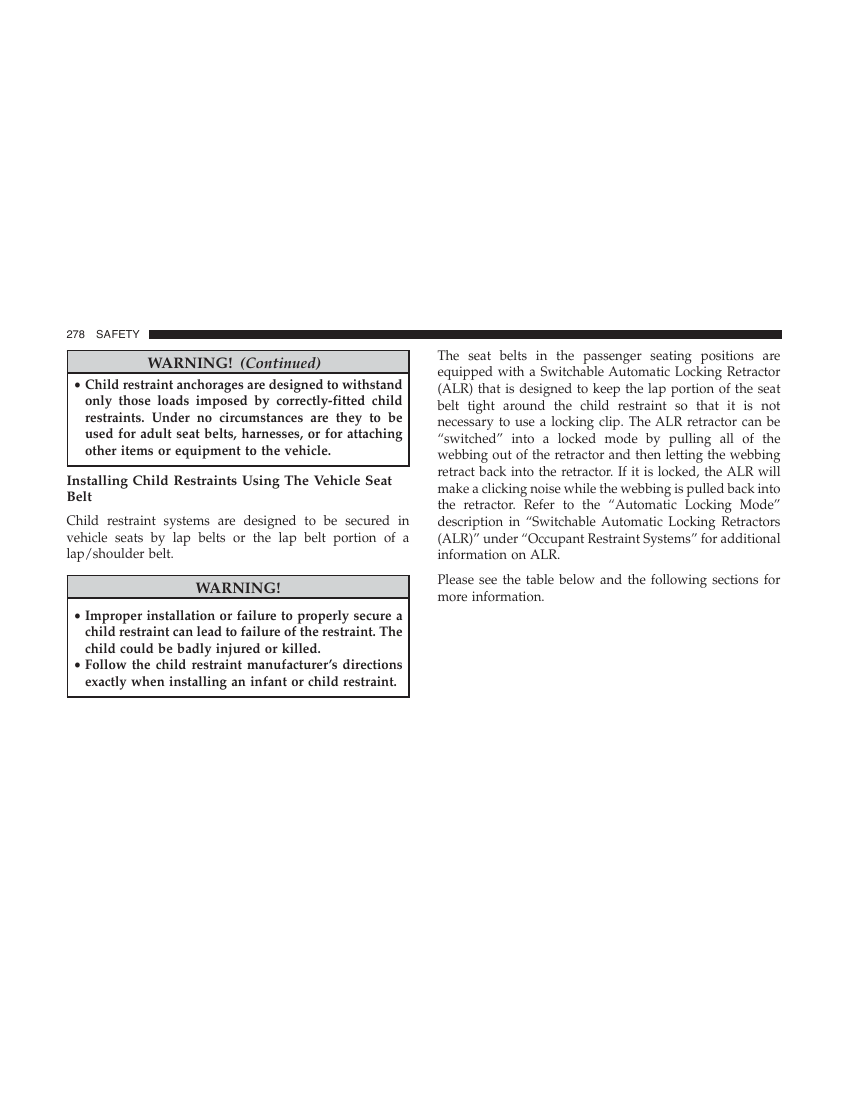 278 SAFETY
WARNING! (Continued)
• Child restraint anchorages are designed to withstand
only those loads imposed by correctly-fitted child
restraints. Under no circumstances are they to be
used for adult seat belts, harnesses, or for attaching
other items or equipment to the vehicle.
Installing Child Restraints Using The Vehicle Seat
Belt
Child restraint systems are designed to be secured in
vehicle seats by lap belts or the lap belt portion of a
lap/shoulder belt.
WARNING!
• Improper installation or failure to properly secure a
child restraint can lead to failure of the restraint. The
child could be badly injured or killed.
• Follow the child restraint manufacturer’s directions
exactly when installing an infant or child restraint.
The seat belts in the passenger seating positions are
equipped with a Switchable Automatic Locking Retractor
(ALR) that is designed to keep the lap portion of the seat
belt tight around the child restraint so that it is not
necessary to use a locking clip. The ALR retractor can be
“switched” into a locked mode by pulling all of the
webbing out of the retractor and then letting the webbing
retract back into the retractor. If it is locked, the ALR will
make a clicking noise while the webbing is pulled back into
the retractor. Refer to the “Automatic Locking Mode”
description in “Switchable Automatic Locking Retractors
(ALR)” under “Occupant Restraint Systems” for additional
information on ALR.
Please see the table below and the following sections for
more information.